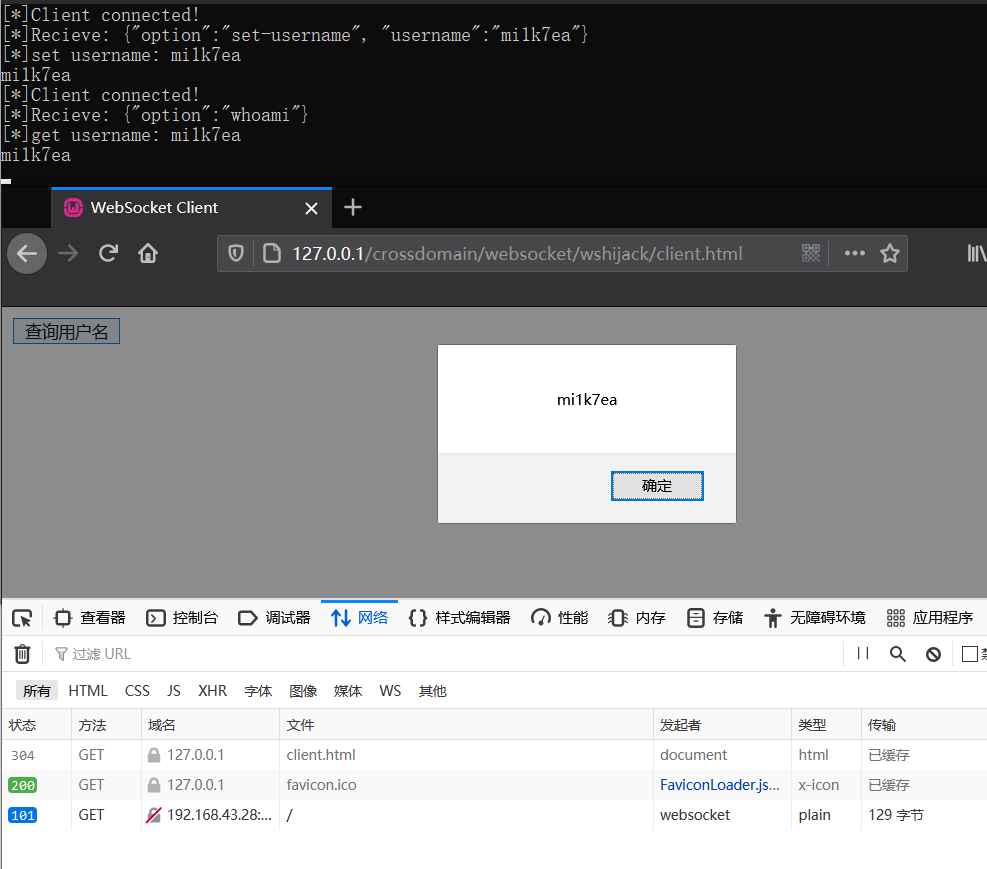 [*]Client connected!
[*]Recieve: {"option":"set-username", "username":"mi1k7ea"}
[*]set username: mi1k7ea
mi1k7ea
[*]Client connected!
[*]Recieve: {"option":"whoami"}
[*]get username: mi1k7ea
mi1k7ea
WebSocket Client
127.0.0.1/crossdomain/websocket/wshijack/client.html
查询用户名
mi1k7ea
确定
查看器 控制台 调试器 网络 样式编辑器 性能 内存 存储 无障碍环境 应用程序
过滤 URL
所有 HTML CSS JS XHR 字体 图像 媒体 WS 其他
状态 方法 域名 文件 发起者 类型 传输
304 GET 127.0.0.1 client.html document html 已缓存
200 GET 127.0.0.1 favicon.ico FaviconLoader.js... x-icon 已缓存
101 GET 192.168.43.28:... / websocket plain 129 字节